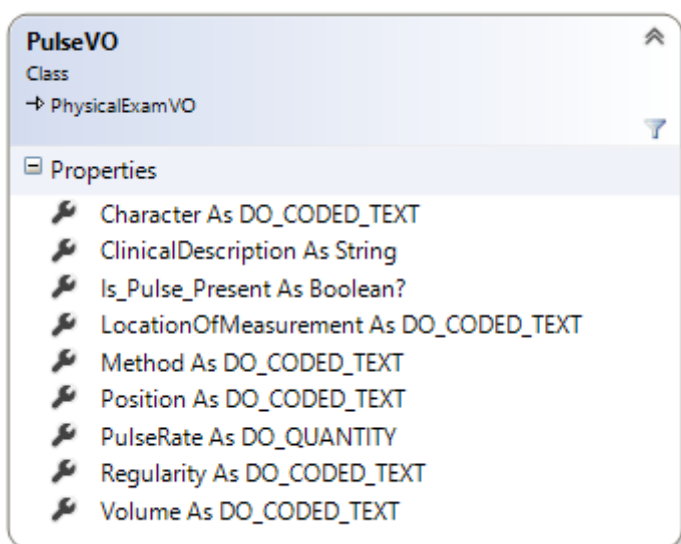 PulseVO
Class
PhysicalExamVO
Properties
Character As DO_CODED_TEXT
ClinicalDescription As String
Is_Pulse_Present As Boolean?
LocationOfMeasurement As DO_CODED_TEXT
Method As DO_CODED_TEXT
Position As DO_CODED_TEXT
PulseRate As DO_QUANTITY
Regularity As DO_CODED_TEXT
Volume As DO_CODED_TEXT